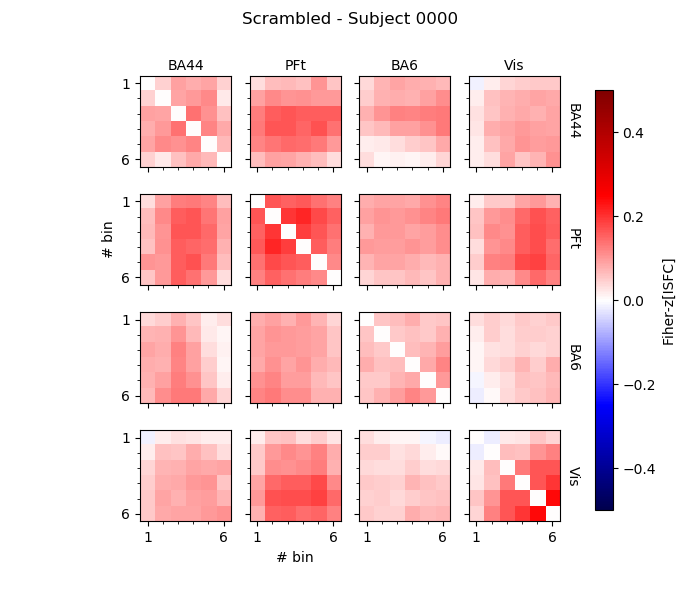 Scrambled - Subject 0000
BA44 PFt BA6 Vis
1
6
BA44
1
6
PFt
1
6
BA6
1
6
Vis
# bin
1 6 1 6 1 6 1 6
# bin
0.4
0.2
0.0
−0.2
−0.4
Fiher-z[ISFC]